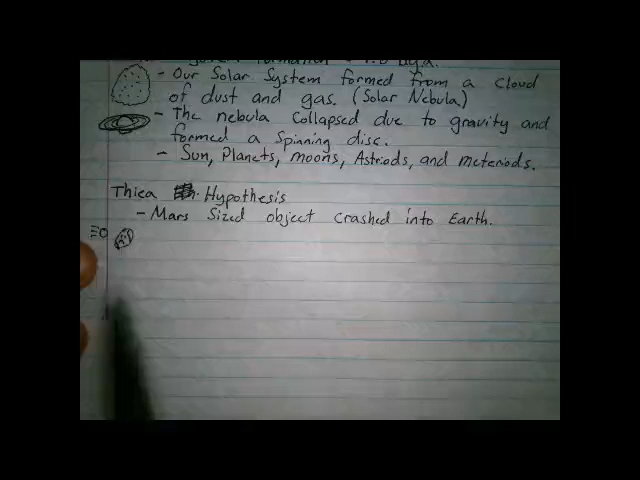 formation
- Our Solar System formed from a cloud
of dust and gas. (Solar Nebula)
- The nebula collapsed due to gravity and
formed a spinning disc.
- Sun, Planets, moons, Astriods, and meteriods.
Thiea Hypothesis
- Mars Sized object crashed into Earth.